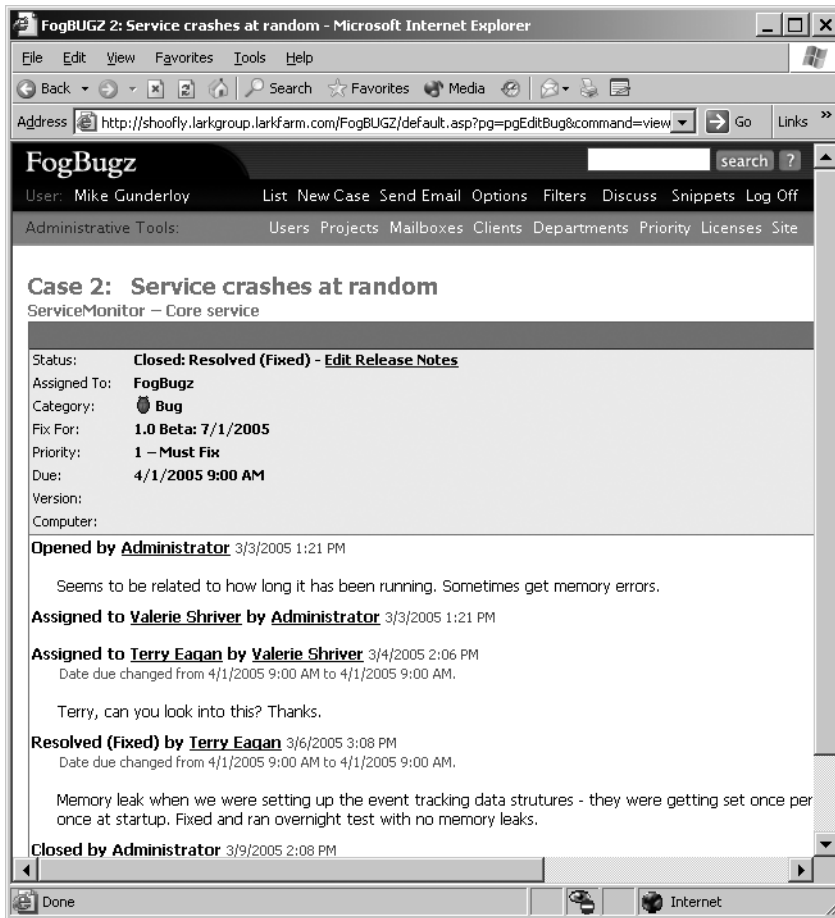 FogBUGZ 2: Service crashes at random - Microsoft Internet Explorer
File Edit View Favorites Tools Help
Back Search Favorites Media
Address http://shoofly.larkgroup.larkfarm.com/FogBUGZ/default.asp?pg=pgEditBug&command=view Go Links »
FogBugz search ?
User: Mike Gunderloy List New Case Send Email Options Filters Discuss Snippets Log Off
Administrative Tools: Users Projects Mailboxes Clients Departments Priority Licenses Site
Case 2: Service crashes at random
ServiceMonitor – Core service
Status: Closed: Resolved (Fixed) - Edit Release Notes
Assigned To: FogBugz
Category: Bug
Fix For: 1.0 Beta: 7/1/2005
Priority: 1 – Must Fix
Due: 4/1/2005 9:00 AM
Version:
Computer:
Opened by Administrator 3/3/2005 1:21 PM
Seems to be related to how long it has been running. Sometimes get memory errors.
Assigned to Valerie Shriver by Administrator 3/3/2005 1:21 PM
Assigned to Terry Eagan by Valerie Shriver 3/4/2005 2:06 PM
Date due changed from 4/1/2005 9:00 AM to 4/1/2005 9:00 AM.
Terry, can you look into this? Thanks.
Resolved (Fixed) by Terry Eagan 3/6/2005 3:08 PM
Date due changed from 4/1/2005 9:00 AM to 4/1/2005 9:00 AM.
Memory leak when we were setting up the event tracking data strutures - they were getting set once per
once at startup. Fixed and ran overnight test with no memory leaks.
Closed by Administrator 3/9/2005 2:08 PM
Done Internet